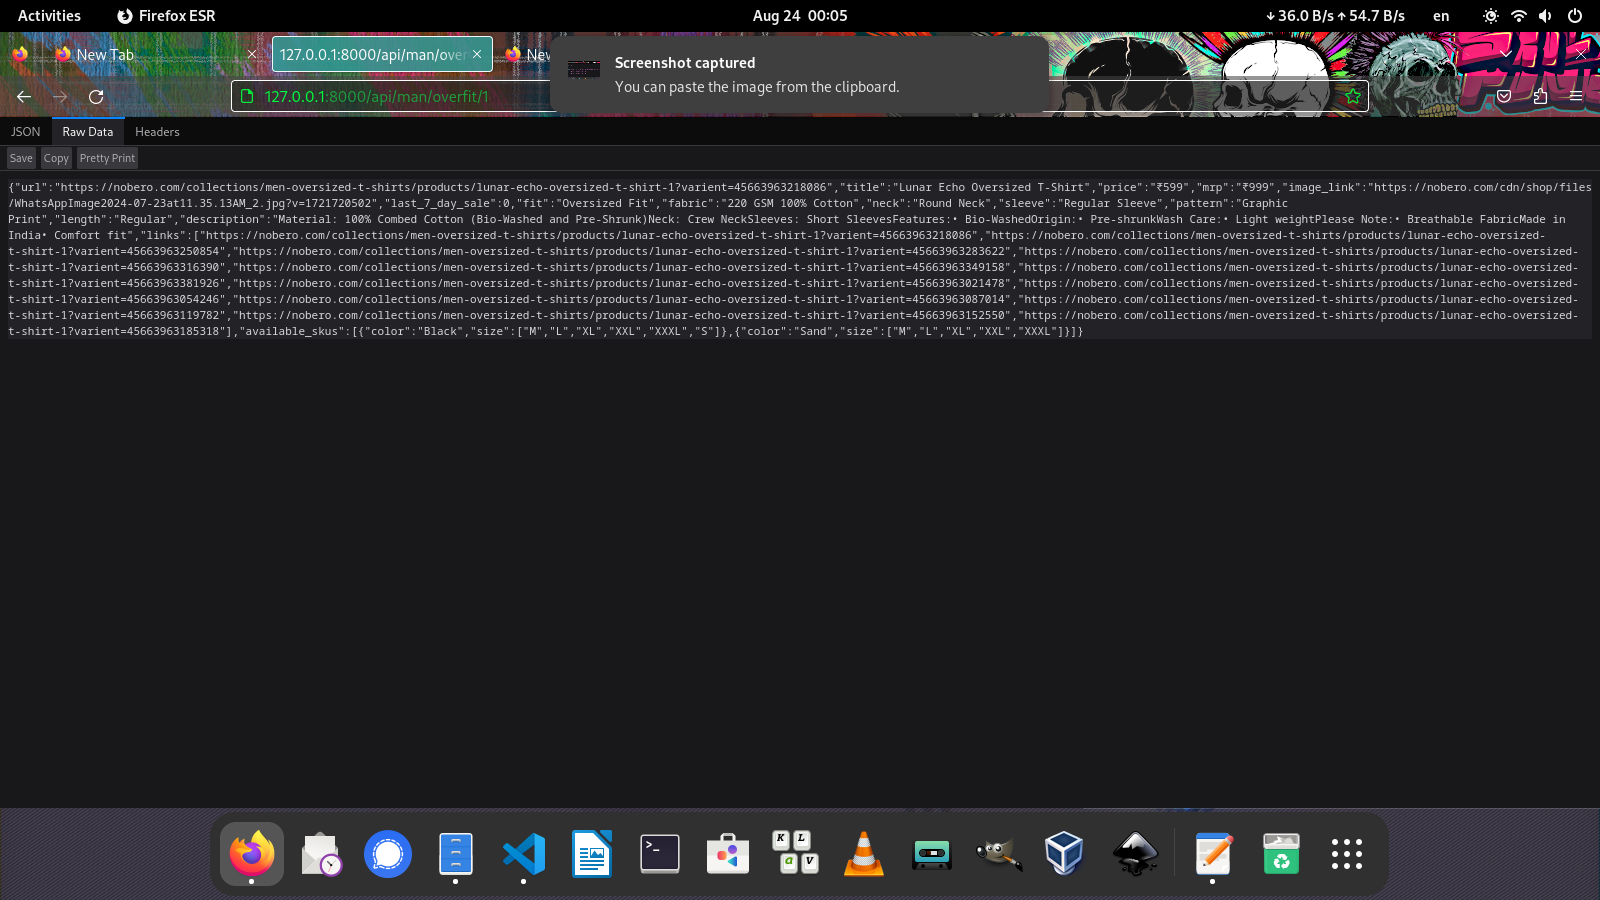 Activities Firefox ESR Aug 24 00:05 36.0 B/s 54.7 B/s en
New Tab 127.0.0.1:8000/api/man/over New
Screenshot captured
You can paste the image from the clipboard.
127.0.0.1:8000/api/man/overfit/1
JSON Raw Data Headers
Save Copy Pretty Print
{"url":"https://nobero.com/collections/men-oversized-t-shirts/products/lunar-echo-oversized-t-shirt-1?varient=45663963218086","title":"Lunar Echo Oversized T-Shirt","price":"₹599","mrp":"₹999","image_link":"https://nobero.com/cdn/shop/files
/WhatsAppImage2024-07-23at11.35.13AM_2.jpg?v=1721720502","last_7_day_sale":0,"fit":"Oversized Fit","fabric":"220 GSM 100% Cotton","neck":"Round Neck","sleeve":"Regular Sleeve","pattern":"Graphic
Print","length":"Regular","description":"Material: 100% Combed Cotton (Bio-Washed and Pre-Shrunk)Neck: Crew NeckSleeves: Short SleevesFeatures:• Bio-WashedOrigin:• Pre-shrunkWash Care:• Light weightPlease Note:• Breathable FabricMade in
India• Comfort fit","links":["https://nobero.com/collections/men-oversized-t-shirts/products/lunar-echo-oversized-t-shirt-1?varient=45663963218086","https://nobero.com/collections/men-oversized-t-shirts/products/lunar-echo-oversized-
t-shirt-1?varient=45663963250854","https://nobero.com/collections/men-oversized-t-shirts/products/lunar-echo-oversized-t-shirt-1?varient=45663963283622","https://nobero.com/collections/men-oversized-t-shirts/products/lunar-echo-oversized-
t-shirt-1?varient=45663963316390","https://nobero.com/collections/men-oversized-t-shirts/products/lunar-echo-oversized-t-shirt-1?varient=45663963349158","https://nobero.com/collections/men-oversized-t-shirts/products/lunar-echo-oversized-
t-shirt-1?varient=45663963381926","https://nobero.com/collections/men-oversized-t-shirts/products/lunar-echo-oversized-t-shirt-1?varient=45663963021478","https://nobero.com/collections/men-oversized-t-shirts/products/lunar-echo-oversized-
t-shirt-1?varient=45663963054246","https://nobero.com/collections/men-oversized-t-shirts/products/lunar-echo-oversized-t-shirt-1?varient=45663963087014","https://nobero.com/collections/men-oversized-t-shirts/products/lunar-echo-oversized-
t-shirt-1?varient=45663963119782","https://nobero.com/collections/men-oversized-t-shirts/products/lunar-echo-oversized-t-shirt-1?varient=45663963152550","https://nobero.com/collections/men-oversized-t-shirts/products/lunar-echo-oversized-
t-shirt-1?varient=45663963185318"],"available_skus":[{"color":"Black","size":["M","L","XL","XXL","XXXL","S"]},{"color":"Sand","size":["M","L","XL","XXL","XXXL"]}]}
K L
a V